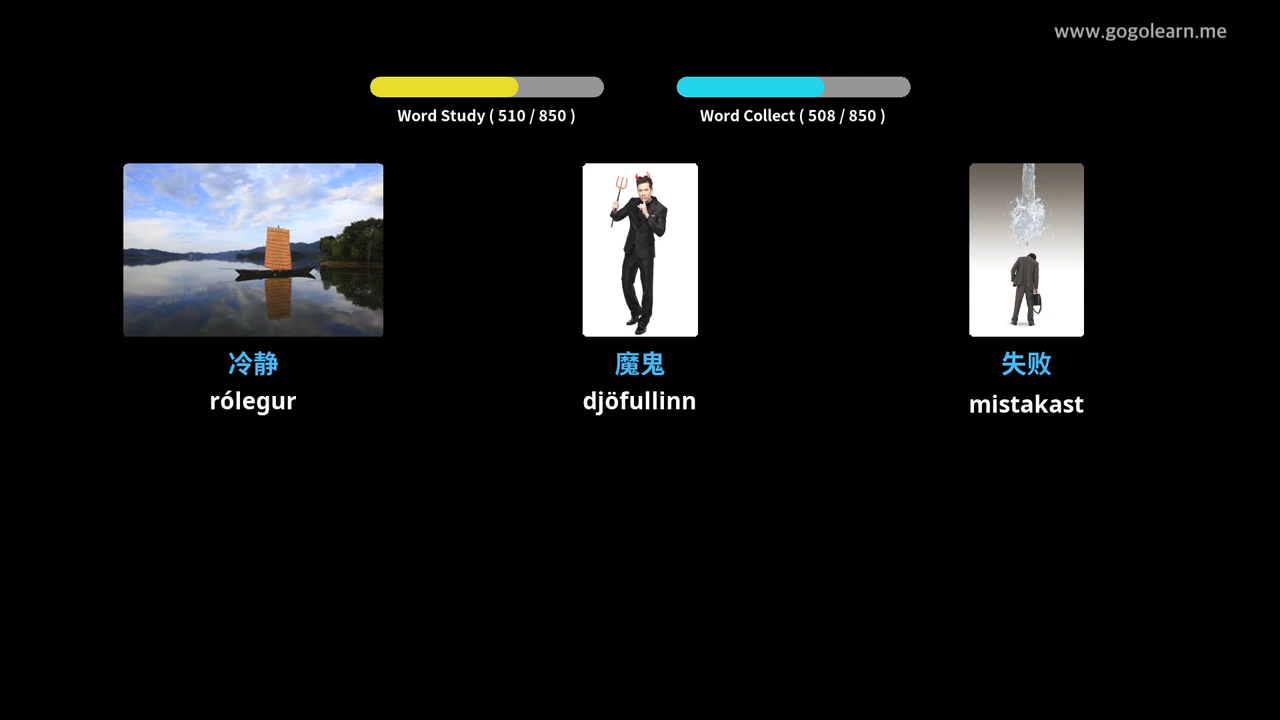 www.gogolearn.me
Word Study ( 510 / 850 )
Word Collect ( 508 / 850 )
冷静
rólegur
魔鬼
djöfullinn
失败
mistakast